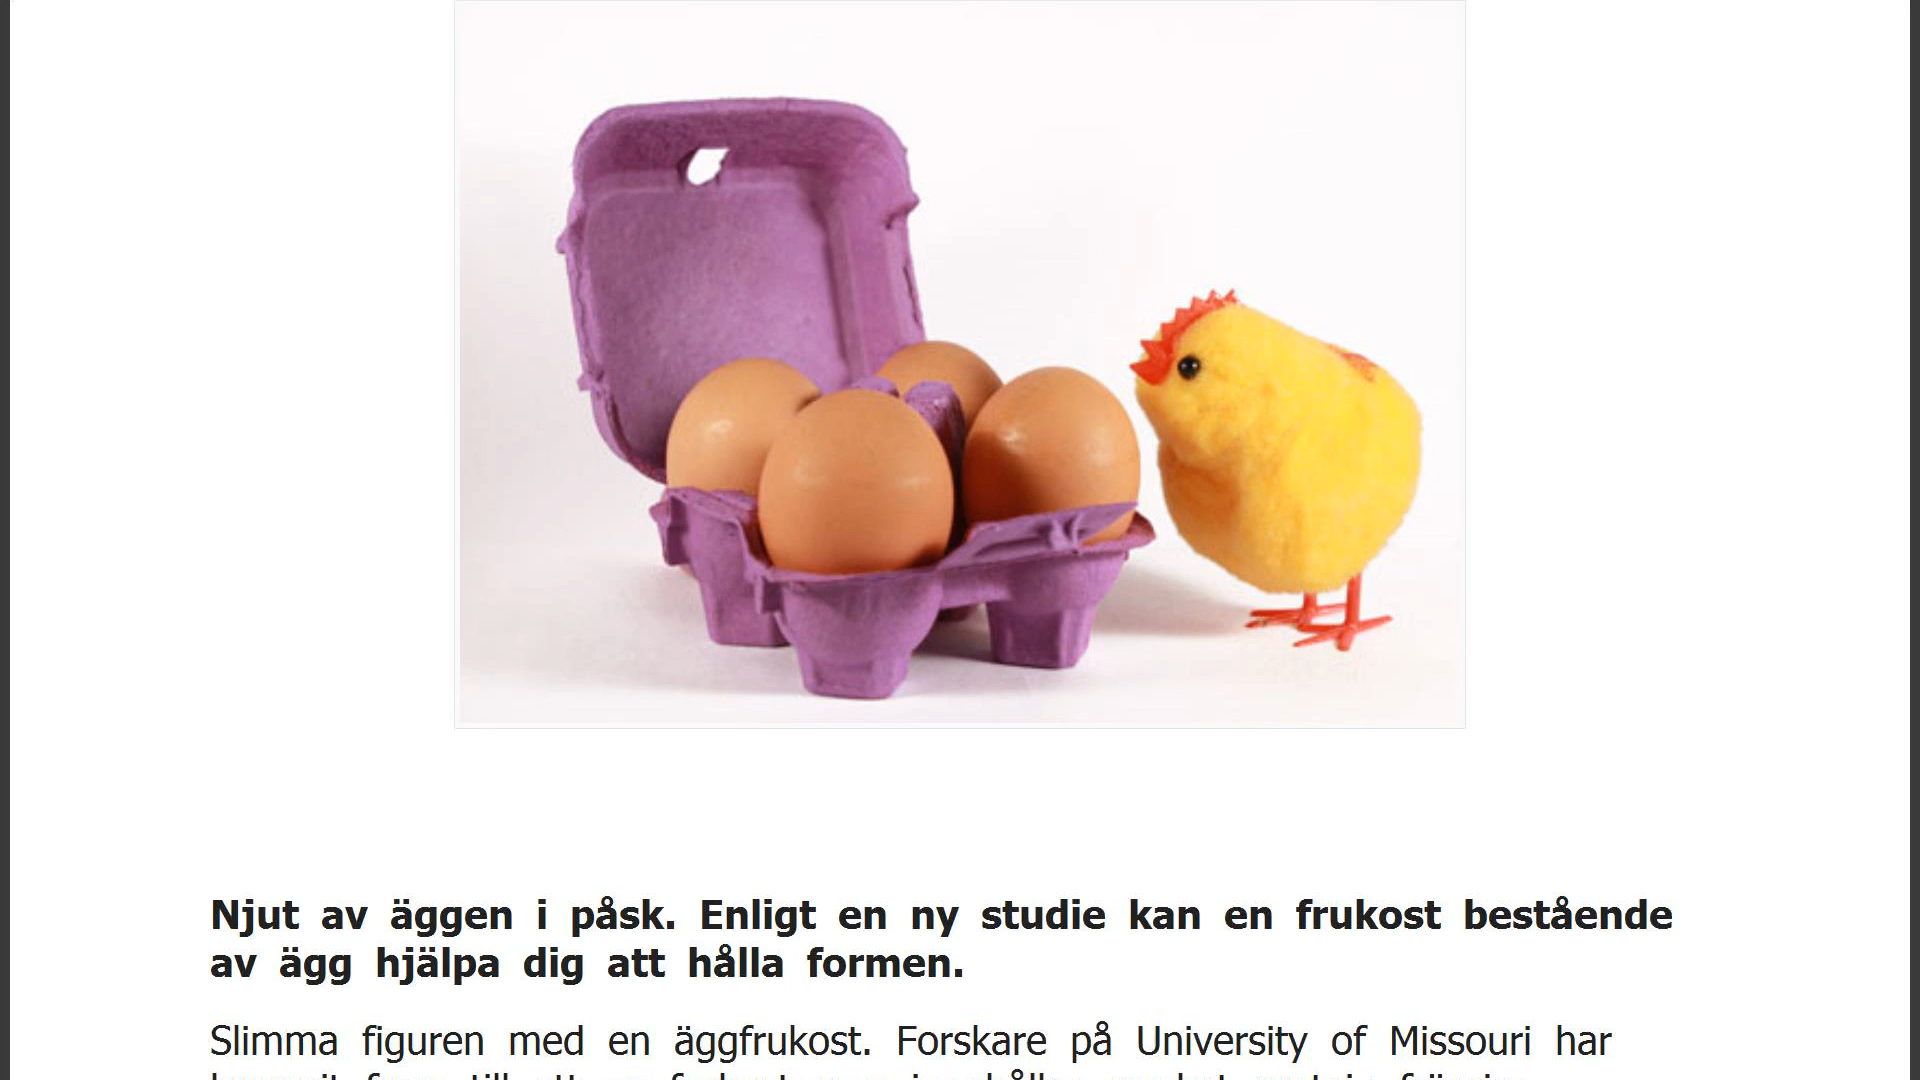 Njut av äggen i påsk. Enligt en ny studie kan en frukost bestående
av ägg hjälpa dig att hålla formen.
Slimma figuren med en äggfrukost. Forskare på University of Missouri har